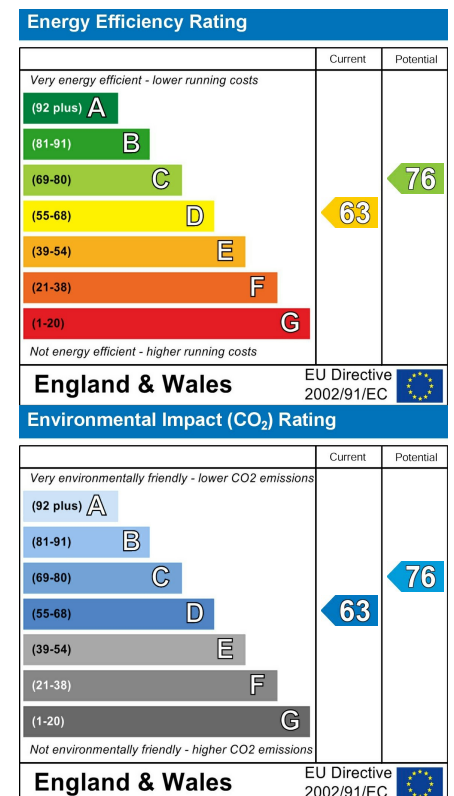 Energy Efficiency Rating
Current Potential
Very energy efficient - lower running costs
(92 plus) A
(81-91) B
(69-80) C
76
(55-68) D
63
(39-54) E
(21-38) F
(1-20) G
Not energy efficient - higher running costs
England & Wales
EU Directive
2002/91/EC
Environmental Impact (CO₂) Rating
Current Potential
Very environmentally friendly - lower CO2 emissions
(92 plus) A
(81-91) B
(69-80) C
76
(55-68) D
63
(39-54) E
(21-38) F
(1-20) G
Not environmentally friendly - higher CO2 emissions
England & Wales
EU Directive
2002/91/EC